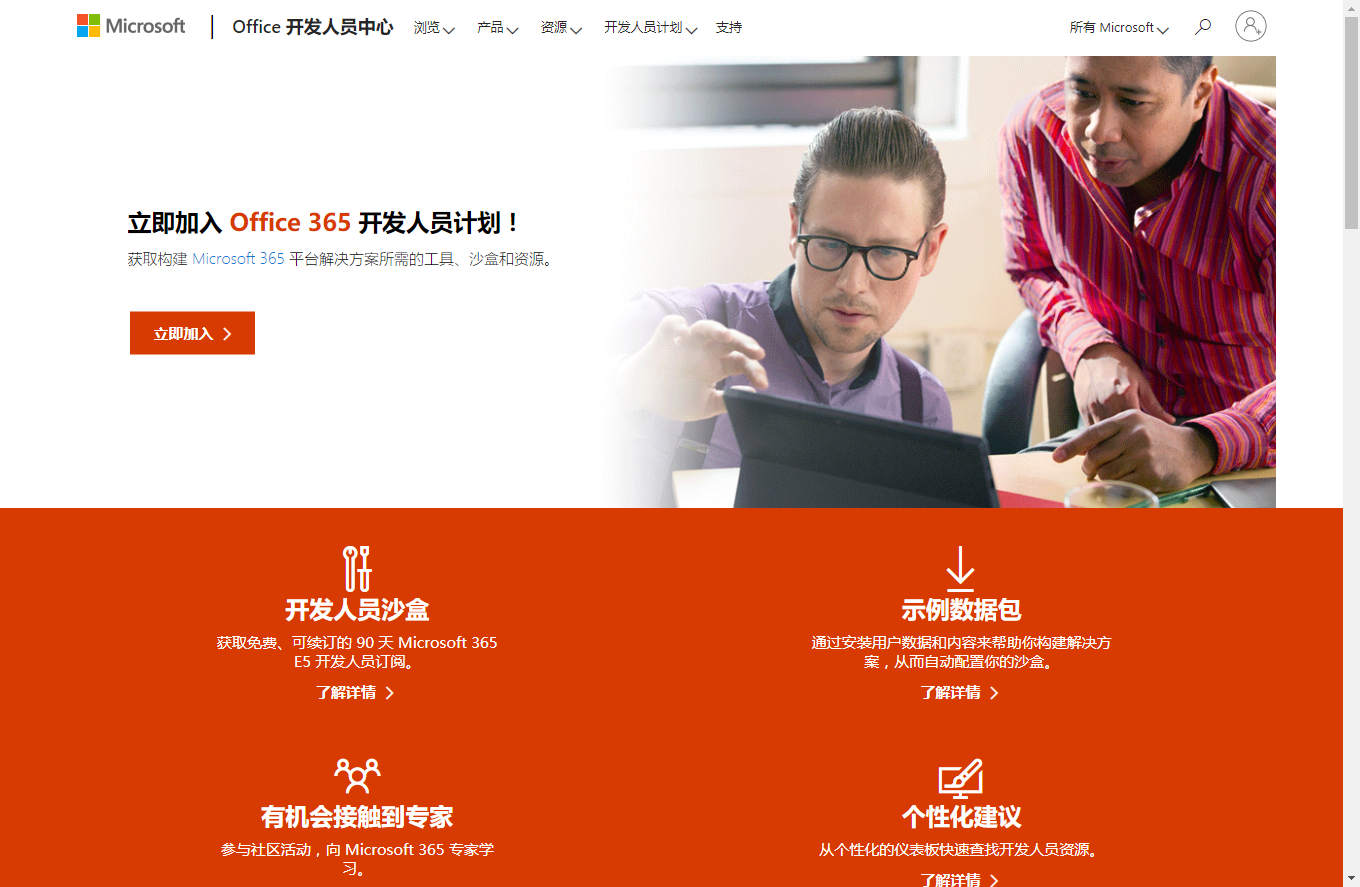 Microsoft Office 开发人员中心 浏览 产品 资源 开发人员计划 支持 所有 Microsoft
立即加入 Office 365 开发人员计划！
获取构建 Microsoft 365 平台解决方案所需的工具、沙盒和资源。
立即加入
开发人员沙盒
获取免费、可续订的 90 天 Microsoft 365
E5 开发人员订阅。
了解详情
示例数据包
通过安装用户数据和内容来帮助你构建解决方
案，从而自动配置你的沙盒。
了解详情
有机会接触到专家
参与社区活动，向 Microsoft 365 专家学
习。
个性化建议
从个性化的仪表板快速查找开发人员资源。
了解详情